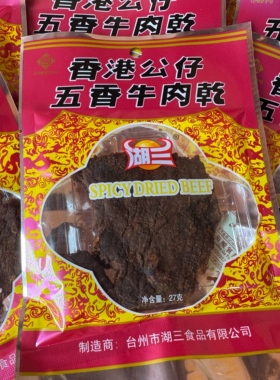 香港公仔
五香牛肉乾
湖三
SPICY DRIED BEEF
净含量：27克
制造商：台州市湖三食品有限公司